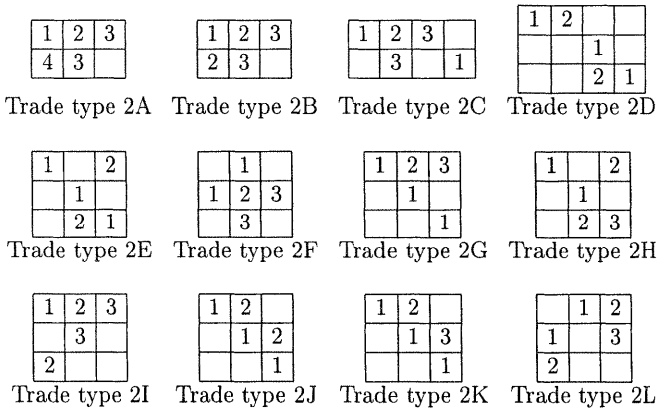 1 2 3 1 2 3 1 2 3 1 2
4 3 2 3 3 1 1
2 1
Trade type 2A Trade type 2B Trade type 2C Trade type 2D
1 2 1 1 2 3 1 2
1 1 2 3 1 1
2 1 3 1 2 3
Trade type 2E Trade type 2F Trade type 2G Trade type 2H
1 2 3 1 2 1 2 1 2
3 1 2 1 3 1 3
2 1 1 2
Trade type 2I Trade type 2J Trade type 2K Trade type 2L